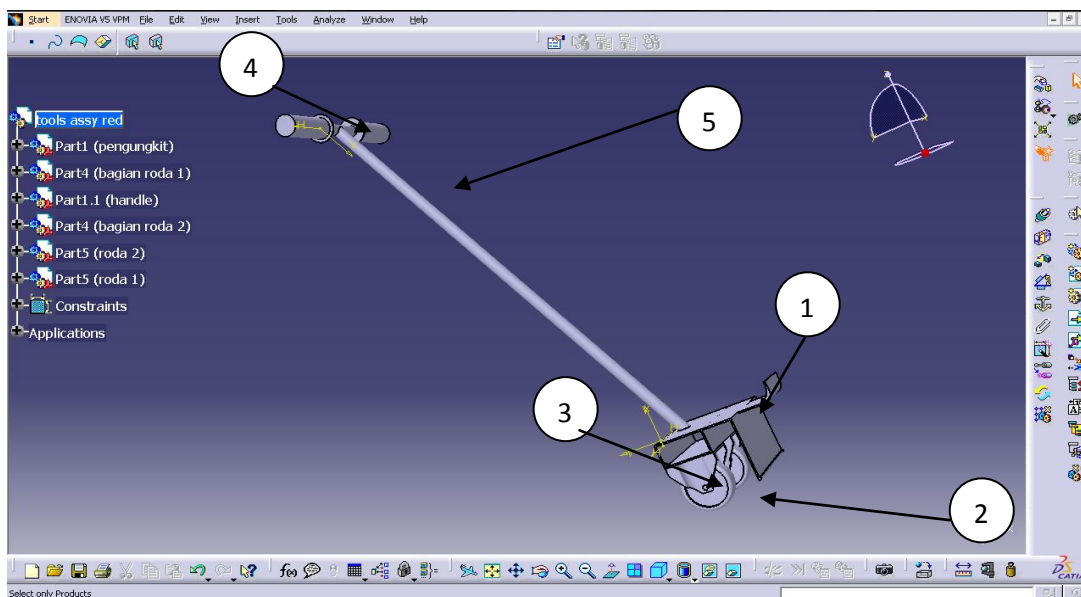 Start ENOVIA V5 VPM File Edit View Insert Tools Analyze Window Help
4
5
tools assy red
Part1 (pengungkit)
Part4 (bagian roda 1)
Part1.1 (handle)
Part4 (bagian roda 2)
Part5 (roda 2)
Part5 (roda 1)
Constraints
Applications
1
3
2
f(x)
CATIA
Select only Products